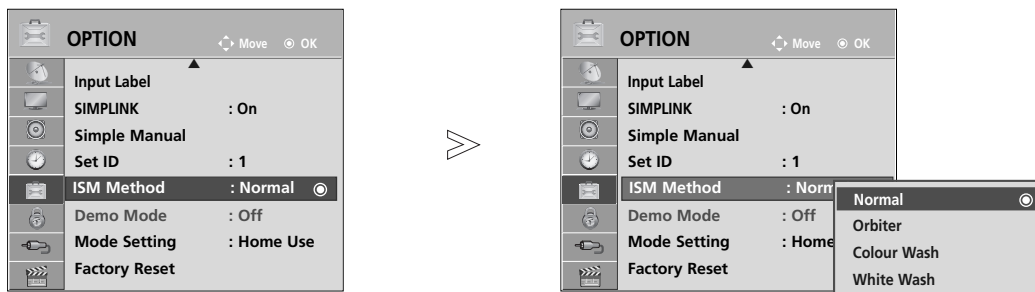 OPTION Move OK
Input Label
SIMPLINK : On
Simple Manual
Set ID : 1
ISM Method : Normal
Demo Mode : Off
Mode Setting : Home Use
Factory Reset
OPTION Move OK
Input Label
SIMPLINK : On
Simple Manual
Set ID : 1
ISM Method : Norm
Demo Mode : Off
Mode Setting : Home
Factory Reset
Normal
Orbiter
Colour Wash
White Wash